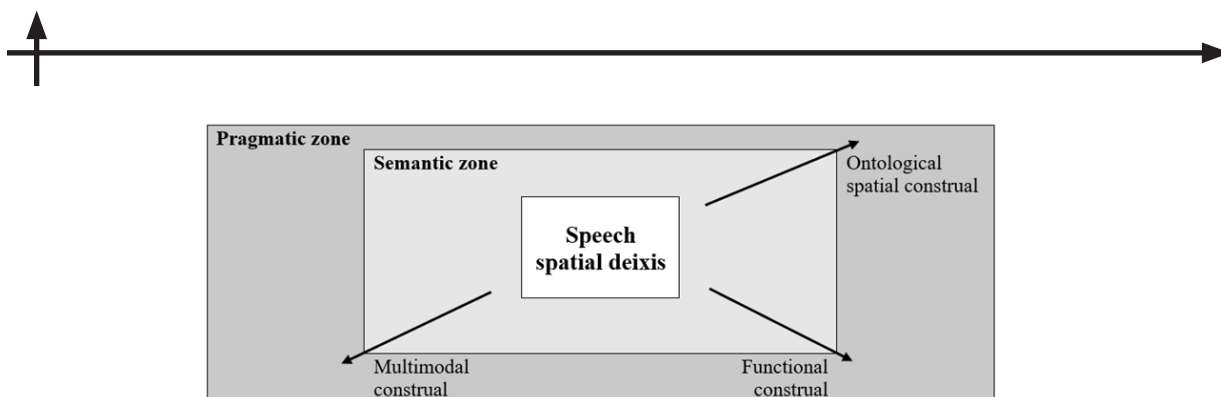 Pragmatic zone
Semantic zone
Ontological
spatial construal
Speech
spatial deixis
Multimodal
construal
Functional
construal